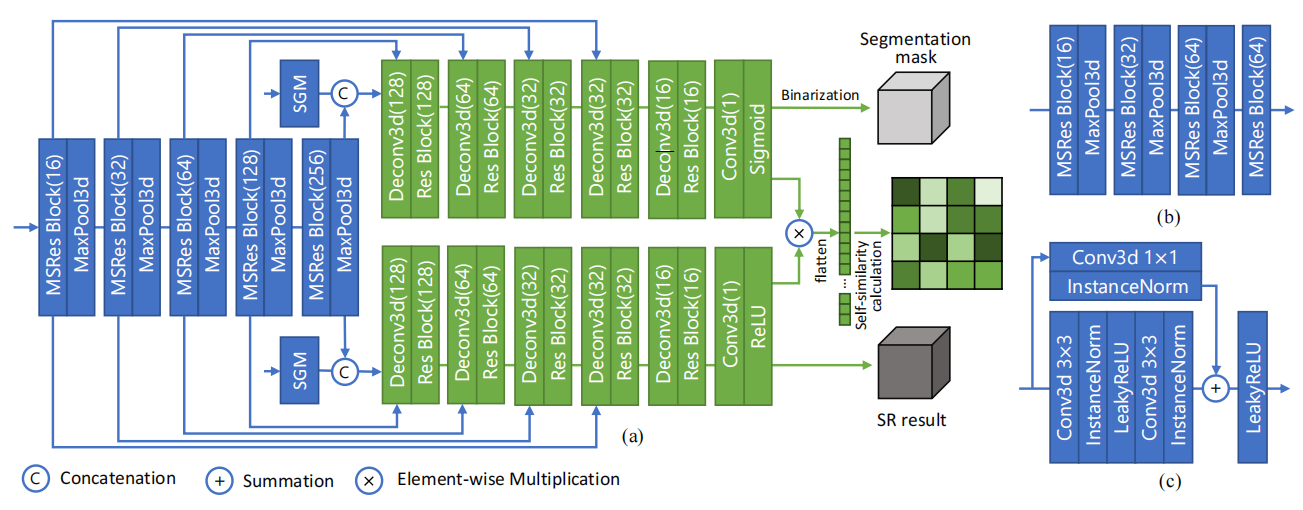 MSRes Block(16)
MaxPool3d
MSRes Block(32)
MaxPool3d
MSRes Block(64)
MaxPool3d
MSRes Block(128)
MaxPool3d
MSRes Block(256)
MaxPool3d
SGM
C
Deconv3d(128)
Res Block(128)
Deconv3d(64)
Res Block(64)
Deconv3d(32)
Res Block(32)
Deconv3d(32)
Res Block(32)
Deconv3d(16)
Res Block(16)
Conv3d(1)
Sigmoid
Binarization
Segmentation
mask
SGM
C
Deconv3d(128)
Res Block(128)
Deconv3d(64)
Res Block(64)
Deconv3d(32)
Res Block(32)
Deconv3d(32)
Res Block(32)
Deconv3d(16)
Res Block(16)
Conv3d(1)
ReLU
×
flatten
...
Self-similarity
calculation
SR result
(a)
MSRes Block(16)
MaxPool3d
MSRes Block(32)
MaxPool3d
MSRes Block(64)
MaxPool3d
MSRes Block(64)
(b)
Conv3d 1×1
InstanceNorm
Conv3d 3×3
InstanceNorm
LeakyReLU
Conv3d 3×3
InstanceNorm
+
LeakyReLU
(c)
C Concatenation
+ Summation
× Element-wise Multiplication